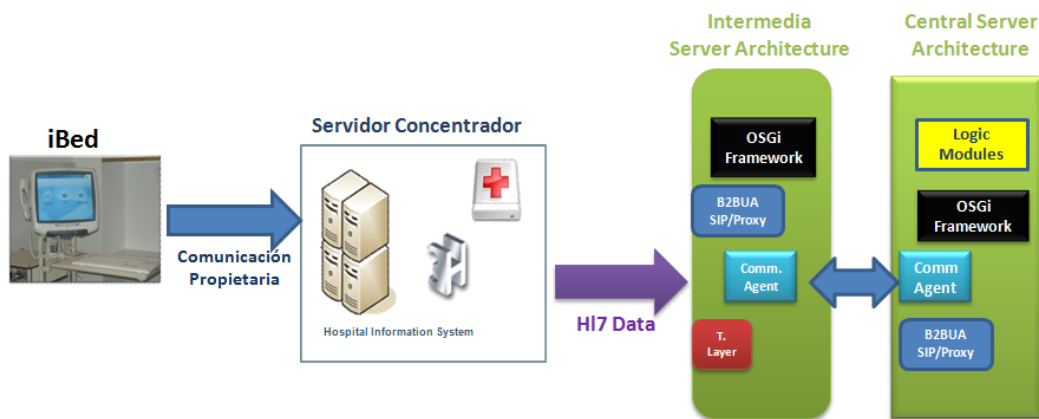 iBed
Comunicación
Propietaria
Servidor Concentrador
Hospital Information System
Hl7 Data
Intermedia
Server Architecture
OSGi
Framework
B2BUA
SIP/Proxy
Comm.
Agent
T.
Layer
Central Server
Architecture
Logic
Modules
OSGi
Framework
Comm
Agent
B2BUA
SIP/Proxy